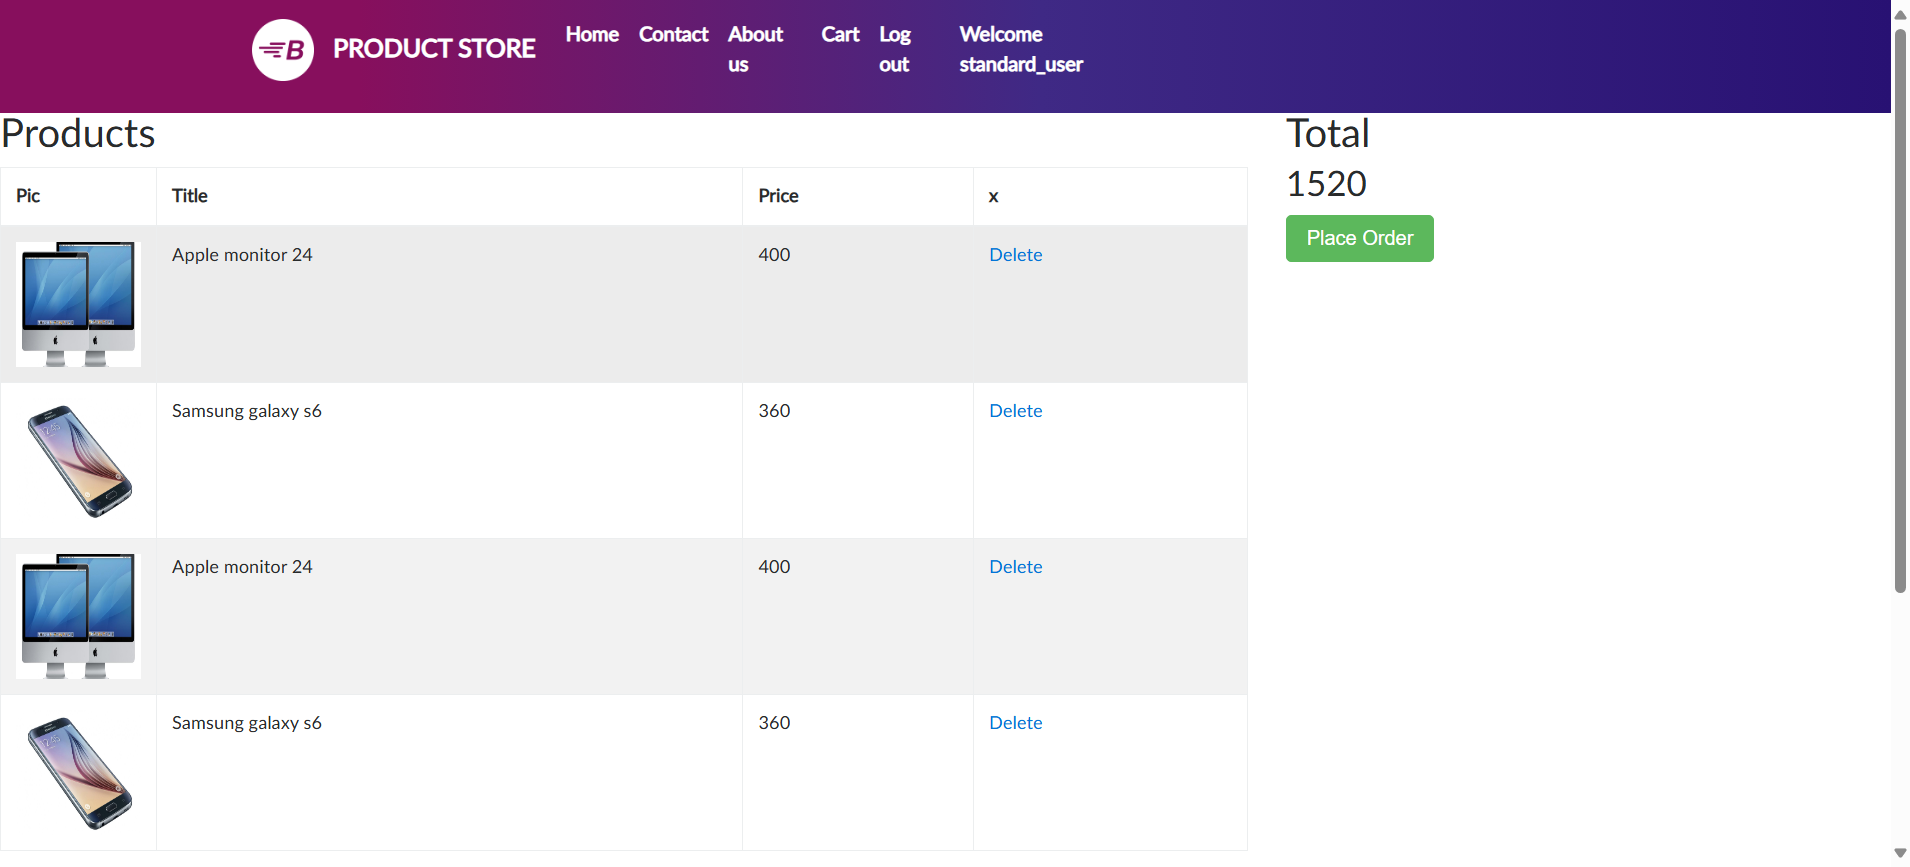 B
PRODUCT STORE
Home
Contact
About
us
Cart
Log
out
Welcome
standard_user
Products
Pic
Title
Price
x
Apple monitor 24
400
Delete
Samsung galaxy s6
360
Delete
Apple monitor 24
400
Delete
Samsung galaxy s6
360
Delete
Total
1520
Place Order